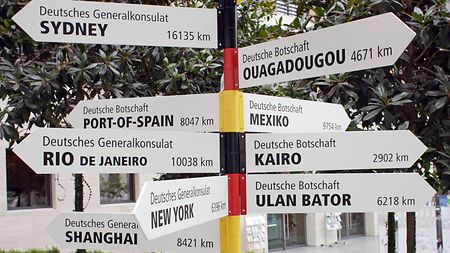 Deutsches Generalkonsulat
SYDNEY 16135 km
Deutsche Botschaft
OUAGADOUGOU 4671 km
Deutsche Botschaft
PORT-OF-SPAIN 8047 km
Deutsche Botschaft
MEXIKO 9754 km
Deutsches Generalkonsulat
RIO DE JANEIRO 10038 km
Deutsche Botschaft
KAIRO 2902 km
Deutsches Generalkonsulat
NEW YORK 6396 km
Deutsche Botschaft
ULAN BATOR 6218 km
Deutsches Generalkonsulat
SHANGHAI 8421 km